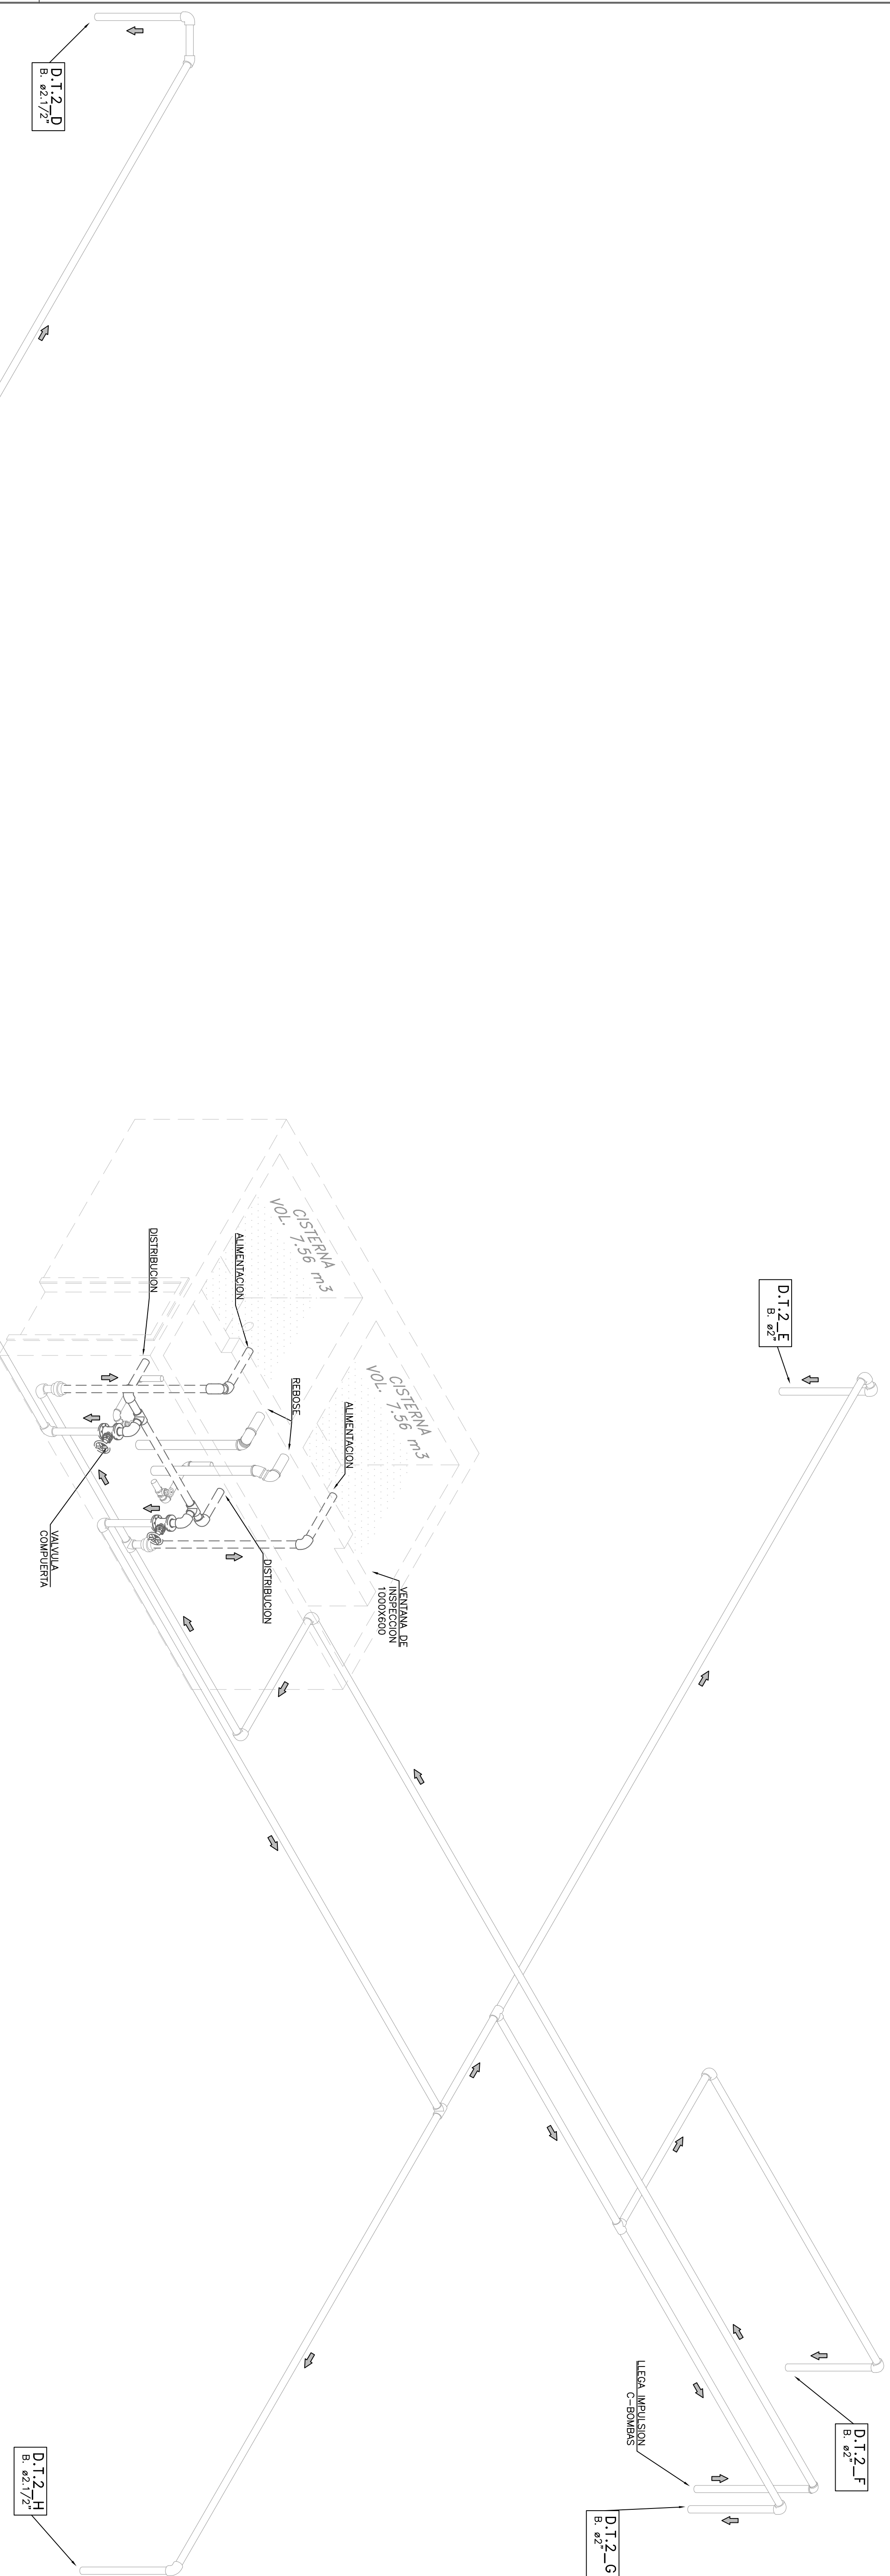 D.T.2_D
B. ø2.1/2"
D.T.2_E
B. ø2"
CISTERNA
VOL. 7.56 m3
CISTERNA
VOL. 7.56 m3
DISTRIBUCION
ALIMENTACION
REBOSE
ALIMENTACION
VALVULA
COMPUERTA
DISTRIBUCION
VENTANA DE
INSPECCION
1000X600
LLEGA IMPULSION
C-BOMBAS
D.T.2_F
B. ø2"
D.T.2_G
B. ø2"
D.T.2_H
B. ø2.1/2"